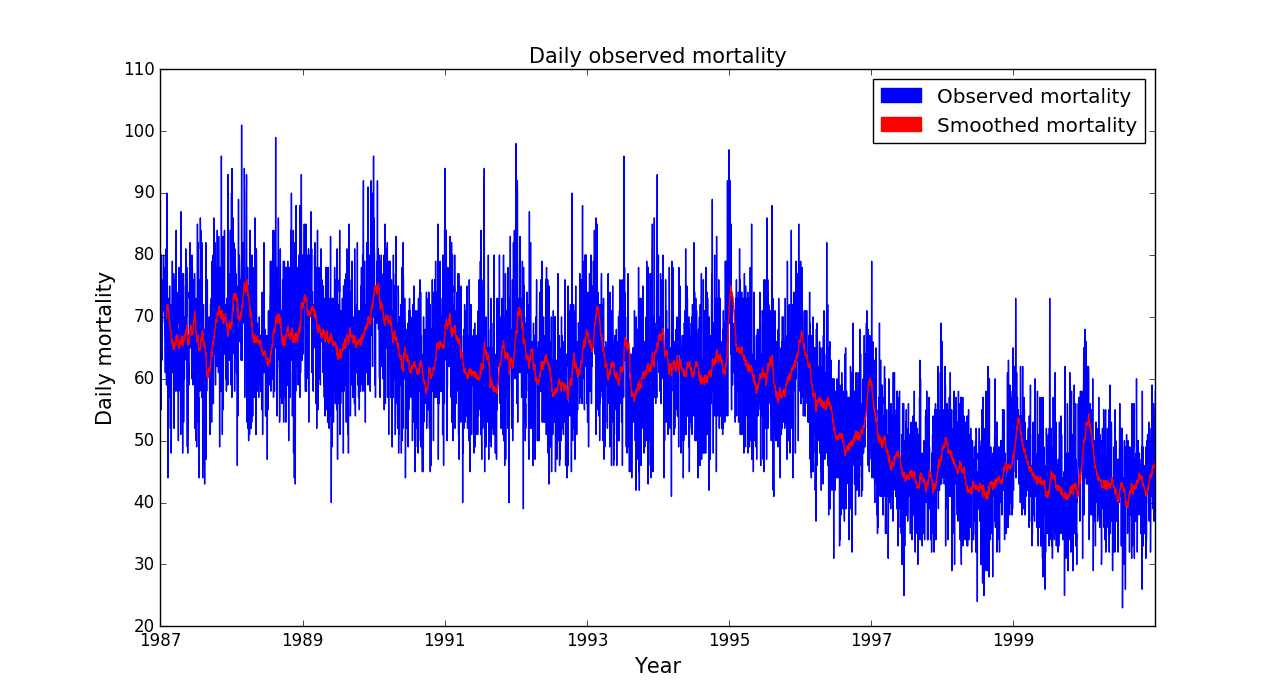 Daily observed mortality
110
100
90
80
70
60
50
40
30
20
Daily mortality
Observed mortality
Smoothed mortality
1987 1989 1991 1993 1995 1997 1999
Year